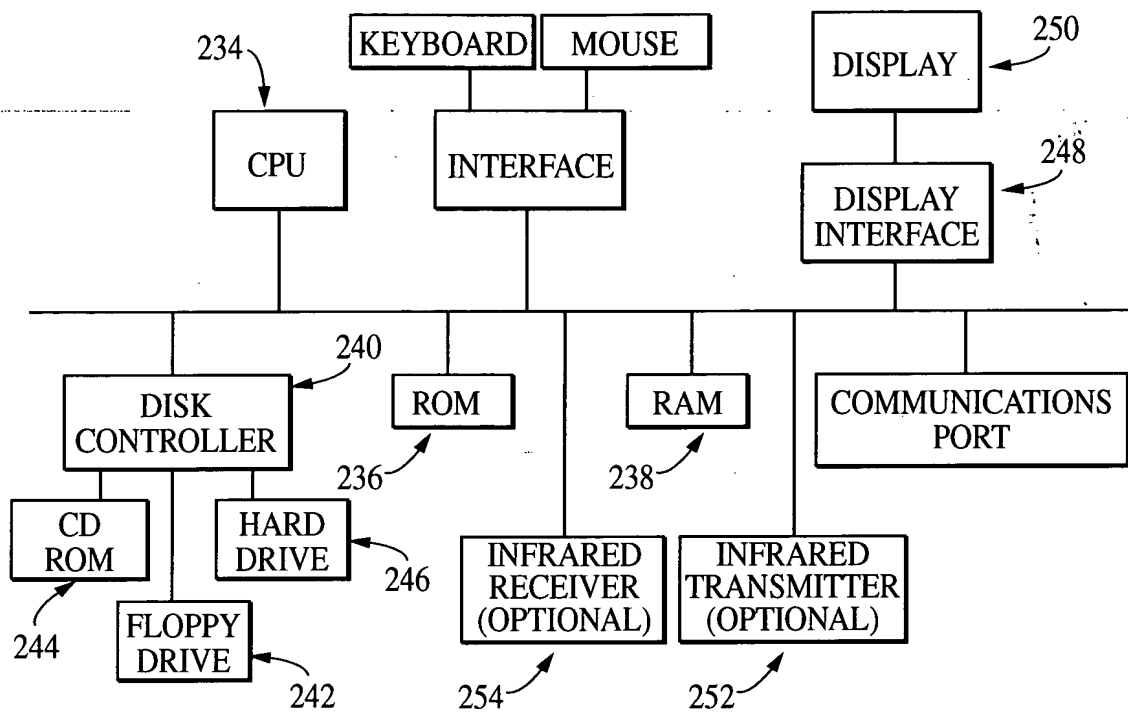 KEYBOARD
MOUSE
234
DISPLAY
250
CPU
INTERFACE
DISPLAY
INTERFACE
248
240
DISK
CONTROLLER
ROM
236
RAM
238
COMMUNICATIONS
PORT
CD
ROM
244
HARD
DRIVE
246
FLOPPY
DRIVE
242
INFRARED
RECEIVER
(OPTIONAL)
254
INFRARED
TRANSMITTER
(OPTIONAL)
252